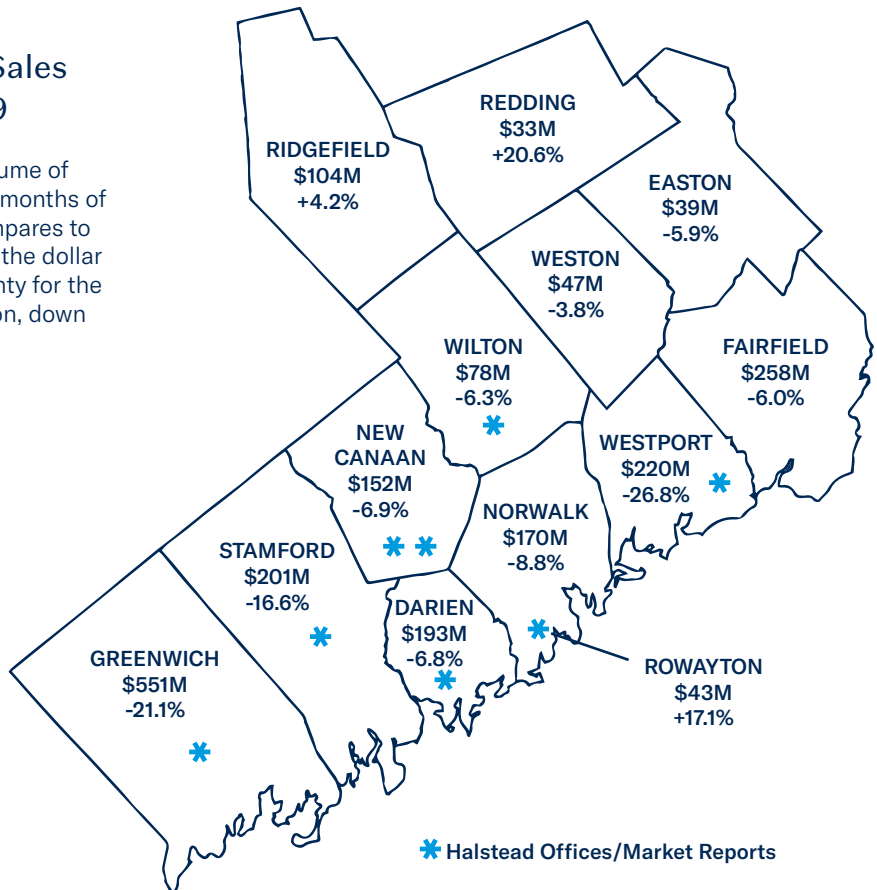 Sales
9
ume of
months of
mpares to
the dollar
nty for the
on, down
REDDING
$33M
+20.6%
RIDGEFIELD
$104M
+4.2%
EASTON
$39M
-5.9%
WESTON
$47M
-3.8%
WILTON
$78M
-6.3%
FAIRFIELD
$258M
-6.0%
NEW
CANAAN
$152M
-6.9%
WESTPORT
$220M
-26.8%
NORWALK
$170M
-8.8%
STAMFORD
$201M
-16.6%
DARIEN
$193M
-6.8%
GREENWICH
$551M
-21.1%
ROWAYTON
$43M
+17.1%
Halstead Offices/Market Reports